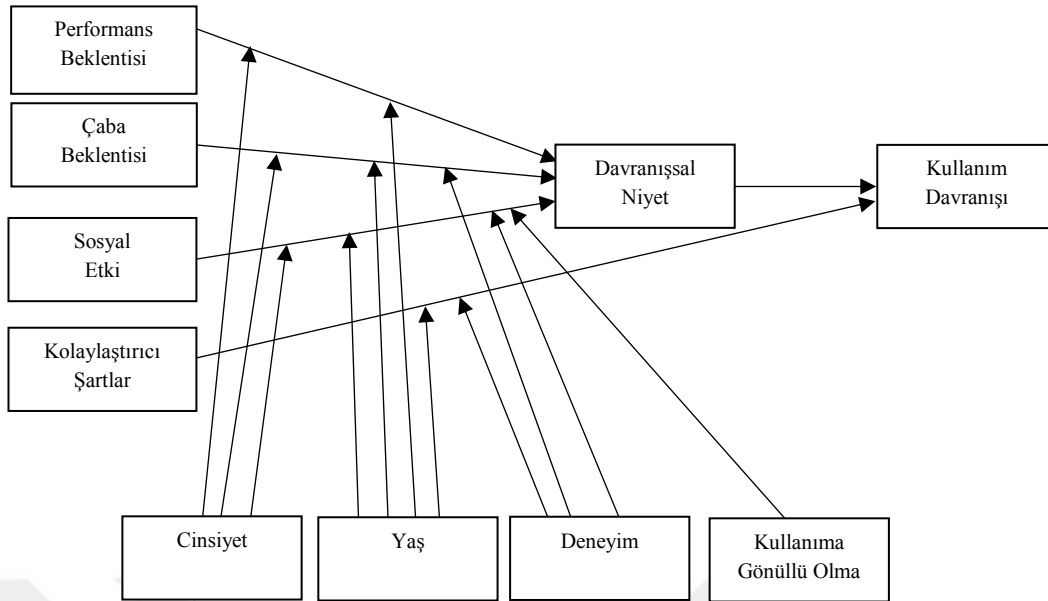 Performans
Beklentisi
Çaba
Beklentisi
Davranışsal
Niyet
Kullanım
Davranışı
Sosyal
Etki
Kolaylaştırıcı
Şartlar
Cinsiyet
Yaş
Deneyim
Kullanıma
Gönüllü Olma